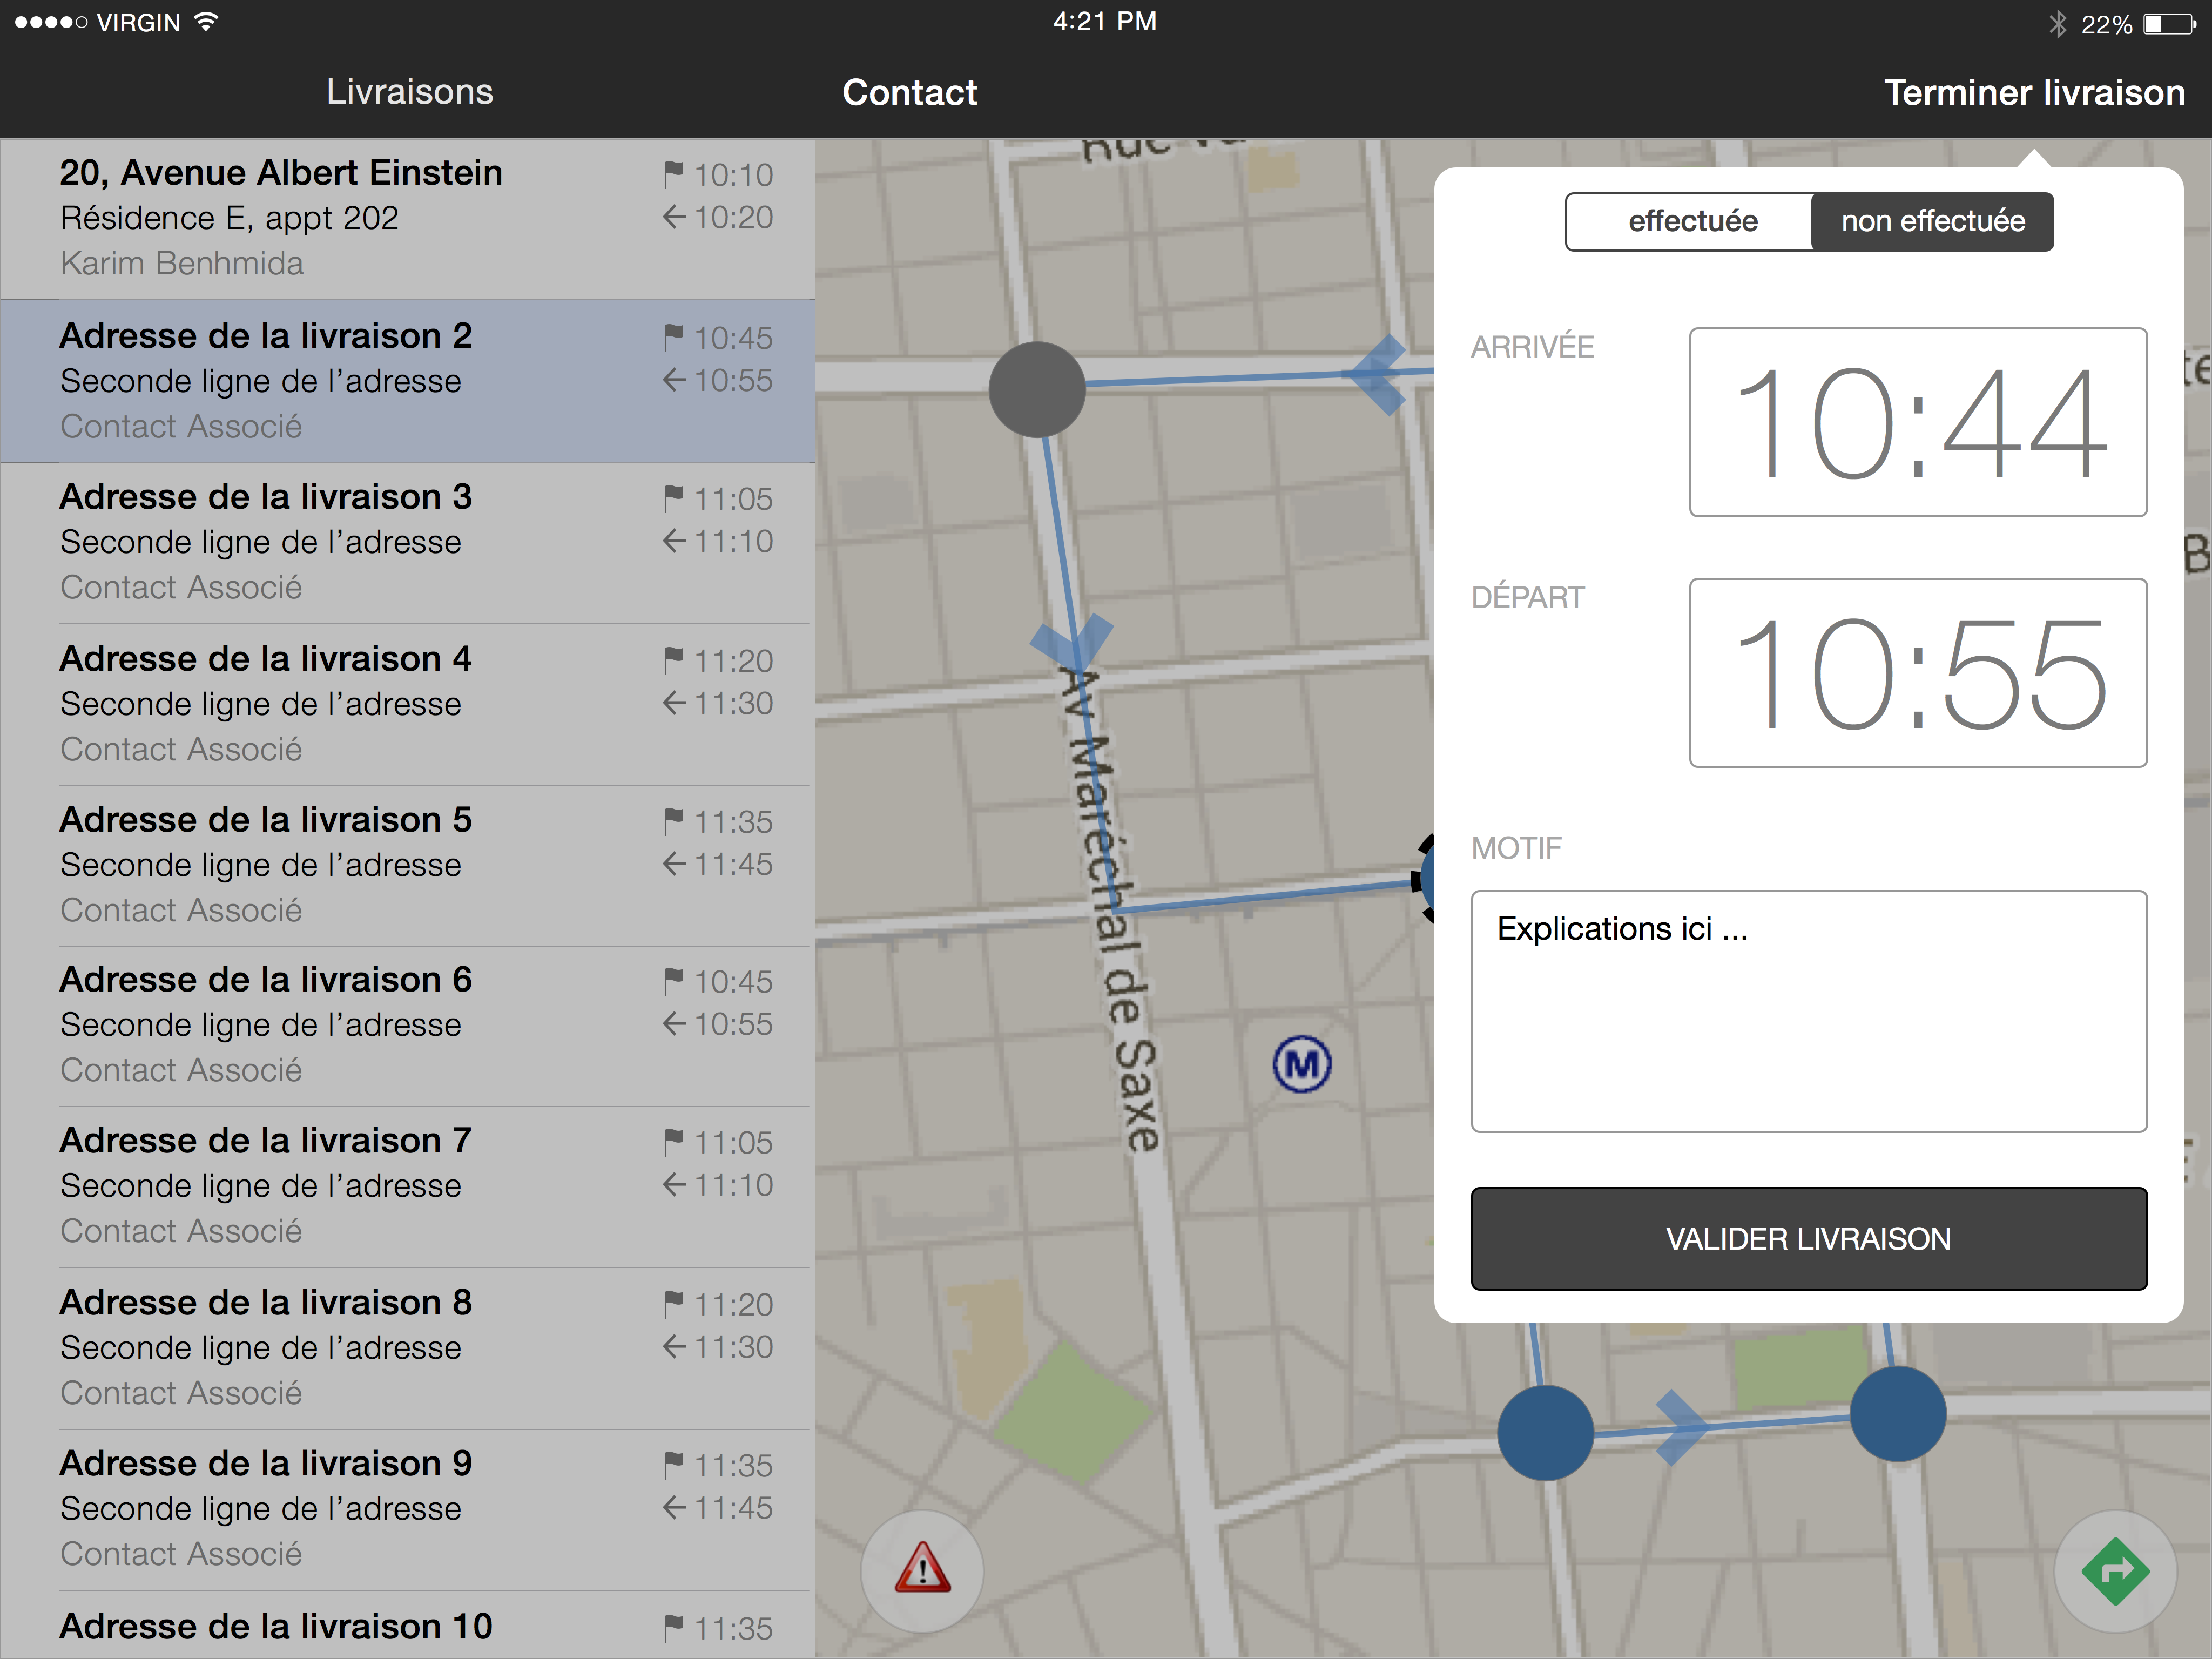 VIRGIN
4:21 PM
22%
Livraisons
Contact
Terminer livraison
20, Avenue Albert Einstein
10:10
Résidence E, appt 202
10:20
Karim Benhmida
Adresse de la livraison 2
10:45
Seconde ligne de l’adresse
10:55
Contact Associé
Adresse de la livraison 3
11:05
Seconde ligne de l’adresse
11:10
Contact Associé
Adresse de la livraison 4
11:20
Seconde ligne de l’adresse
11:30
Contact Associé
Adresse de la livraison 5
11:35
Seconde ligne de l’adresse
11:45
Contact Associé
Adresse de la livraison 6
10:45
Seconde ligne de l’adresse
10:55
Contact Associé
Adresse de la livraison 7
11:05
Seconde ligne de l’adresse
11:10
Contact Associé
Adresse de la livraison 8
11:20
Seconde ligne de l’adresse
11:30
Contact Associé
Adresse de la livraison 9
11:35
Seconde ligne de l’adresse
11:45
Contact Associé
Adresse de la livraison 10
11:35
Rue
Av Maréchal de Saxe
M
effectuée
non effectuée
ARRIVÉE
10:44
DÉPART
10:55
MOTIF
Explications ici ...
VALIDER LIVRAISON